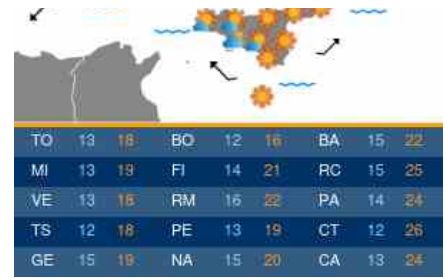 TO 13 18 BO 12 16 BA 15 22
MI 13 19 FI 14 21 RC 15 25
VE 13 18 RM 16 22 PA 14 24
TS 12 18 PE 13 19 CT 12 26
GE 15 19 NA 15 20 CA 13 24